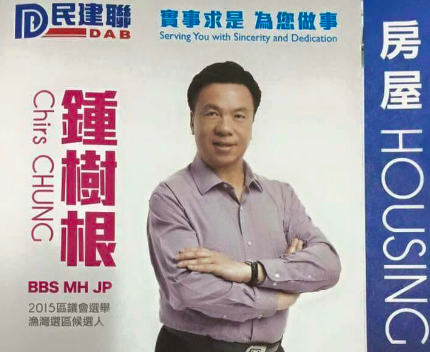 民建聯
DAB
實事求是 為您做事
Serving You with Sincerity and Dedication
鍾樹根
Chirs CHUNG
BBS MH JP
2015區議會選舉
漁灣選區候選人
房屋 HOUSING